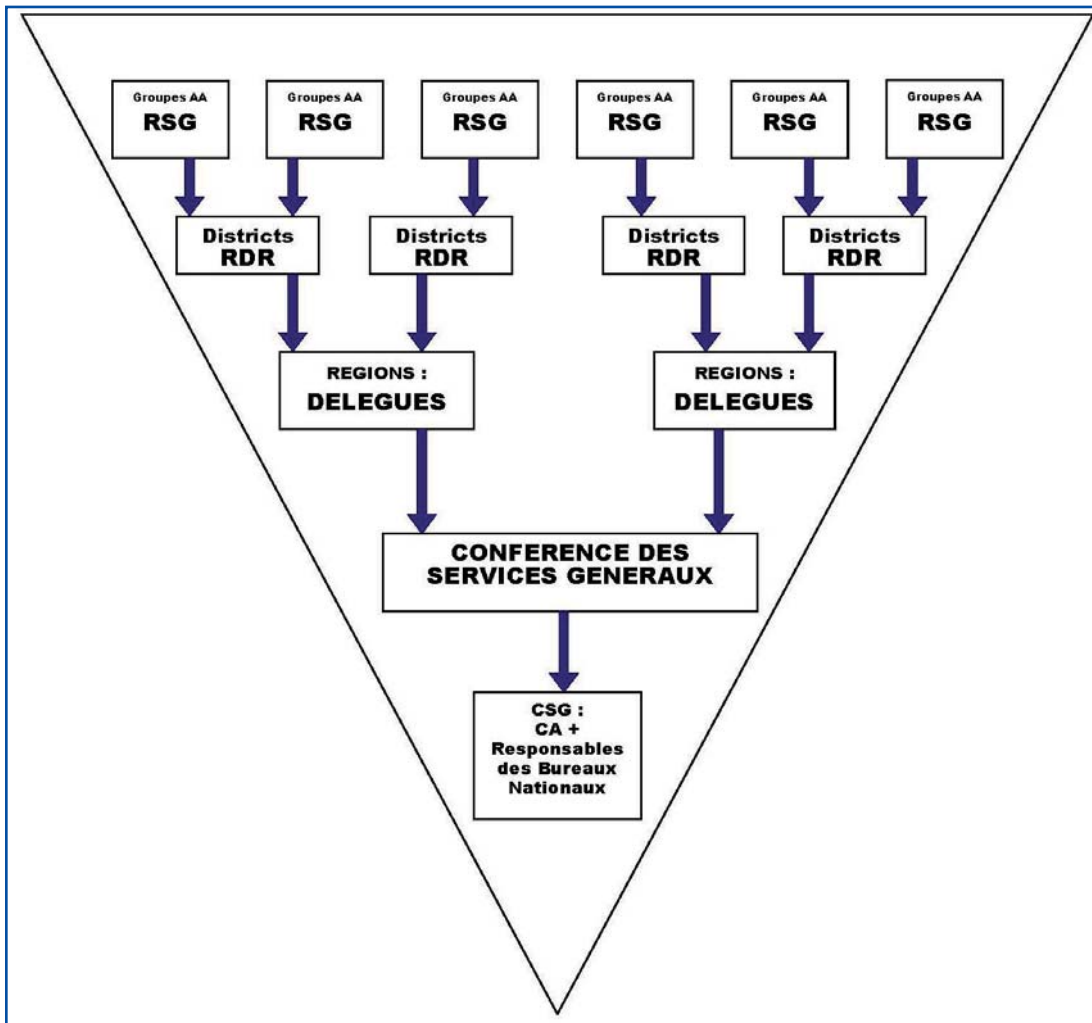 Groupes AA
RSG
Groupes AA
RSG
Groupes AA
RSG
Groupes AA
RSG
Groupes AA
RSG
Groupes AA
RSG
Districts
RDR
Districts
RDR
Districts
RDR
Districts
RDR
REGIONS :
DELEGUES
REGIONS :
DELEGUES
CONFERENCE DES
SERVICES GENERAUX
CSG :
CA +
Responsables
des Bureaux
Nationaux